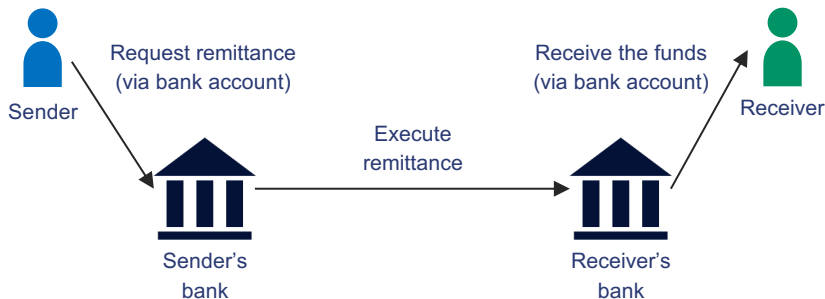 Request remittance
(via bank account)
Receive the funds
(via bank account)
Sender
Receiver
Execute
remittance
Sender’s
bank
Receiver’s
bank